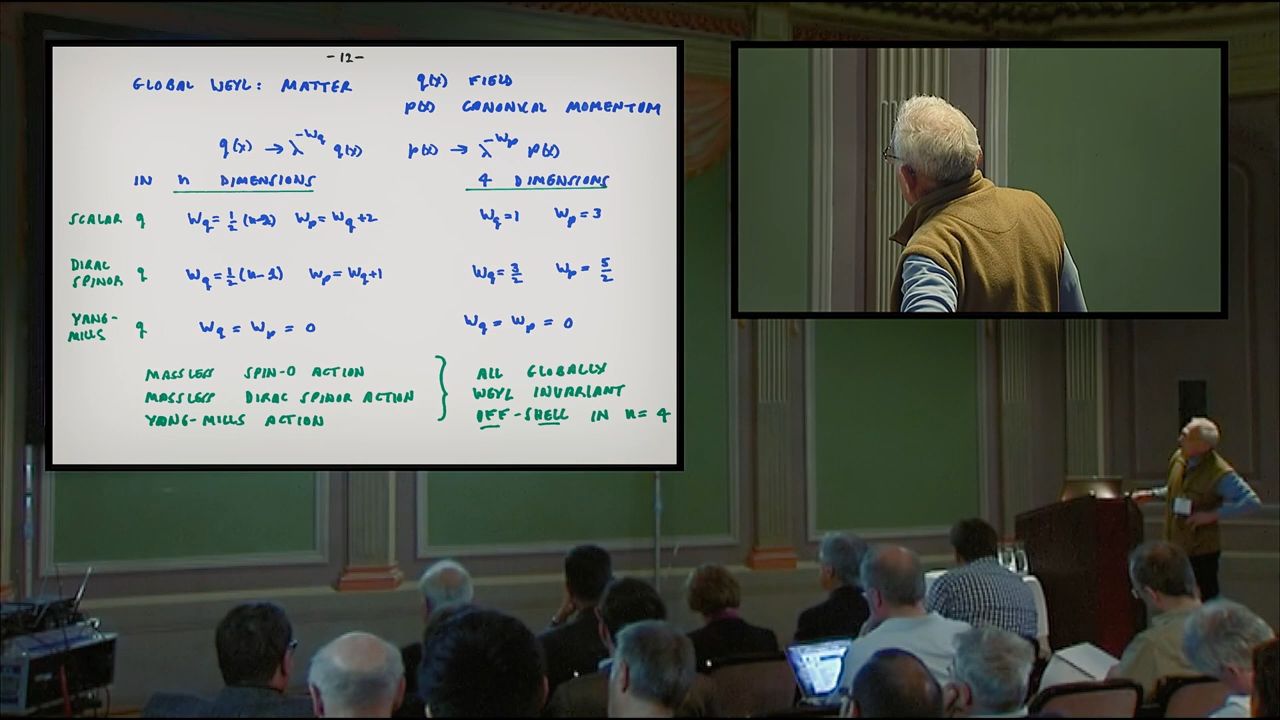 -12-
GLOBAL WEYL: MATTER q(x) FIELD
p(x) CANONICAL MOMENTUM
q(x) → λ^-Wq q(x) p(x) → λ^-Wp p(x)
IN n DIMENSIONS 4 DIMENSIONS
SCALAR q Wq = 1/2 (n-2) Wp = Wq + 2 Wq = 1 Wp = 3
DIRAC SPINOR q Wq = 1/2 (n-1) Wp = Wq + 1 Wq = 3/2 Wp = 5/2
YANG-MILLS q Wq = Wp = 0 Wq = Wp = 0
MASSLESS SPIN-0 ACTION } ALL GLOBALLY
MASSLESS DIRAC SPINOR ACTION WEYL INVARIANT
YANG-MILLS ACTION OFF-SHELL IN n= 4